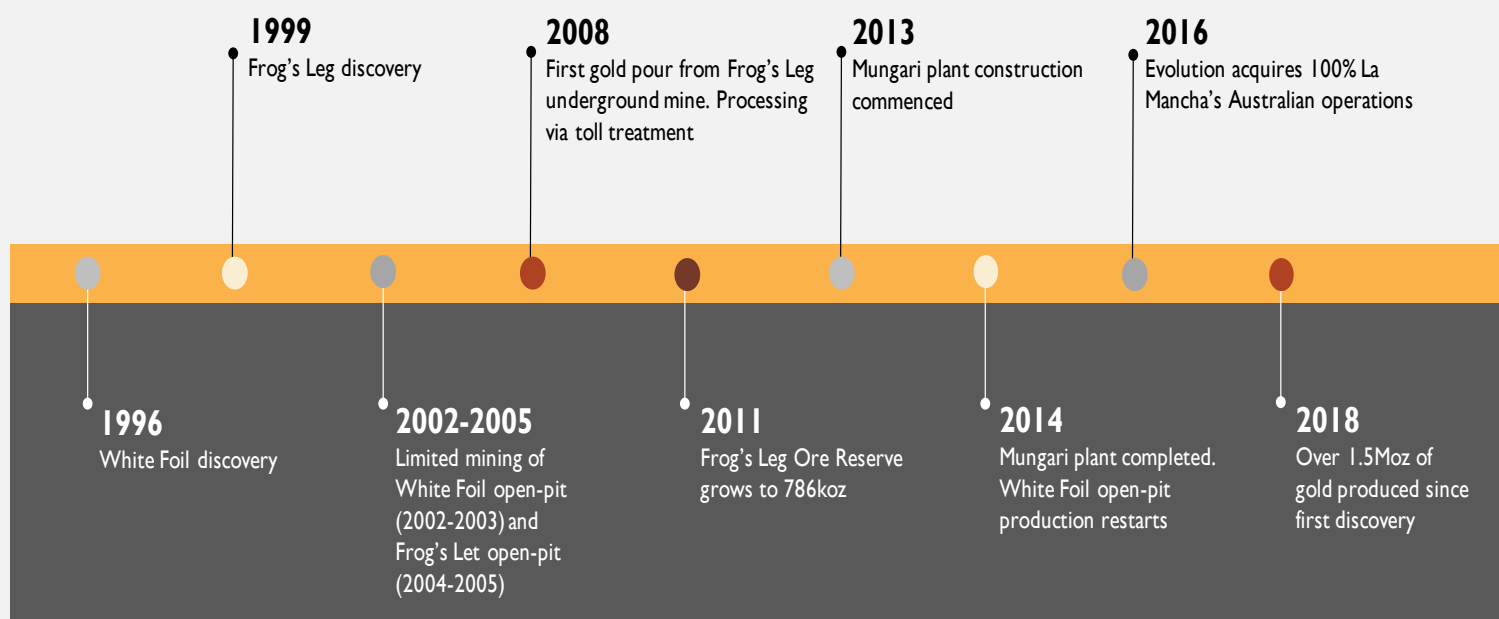 1999
Frog's Leg discovery
2008
First gold pour from Frog's Leg
underground mine. Processing
via toll treatment
2013
Mungari plant construction
commenced
2016
Evolution acquires 100% La
Mancha's Australian operations
1996
White Foil discovery
2002-2005
Limited mining of
White Foil open-pit
(2002-2003) and
Frog's Let open-pit
(2004-2005)
2011
Frog's Leg Ore Reserve
grows to 786koz
2014
Mungari plant completed.
White Foil open-pit
production restarts
2018
Over 1.5Moz of
gold produced since
first discovery